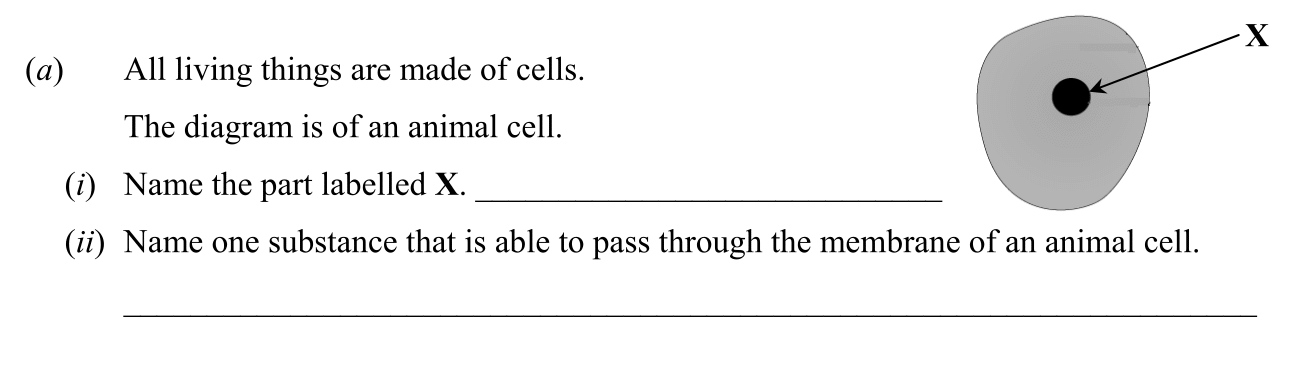 X
(a) All living things are made of cells.
The diagram is of an animal cell.
(i) Name the part labelled X. ____________________________
(ii) Name one substance that is able to pass through the membrane of an animal cell.
____________________________________________________________________